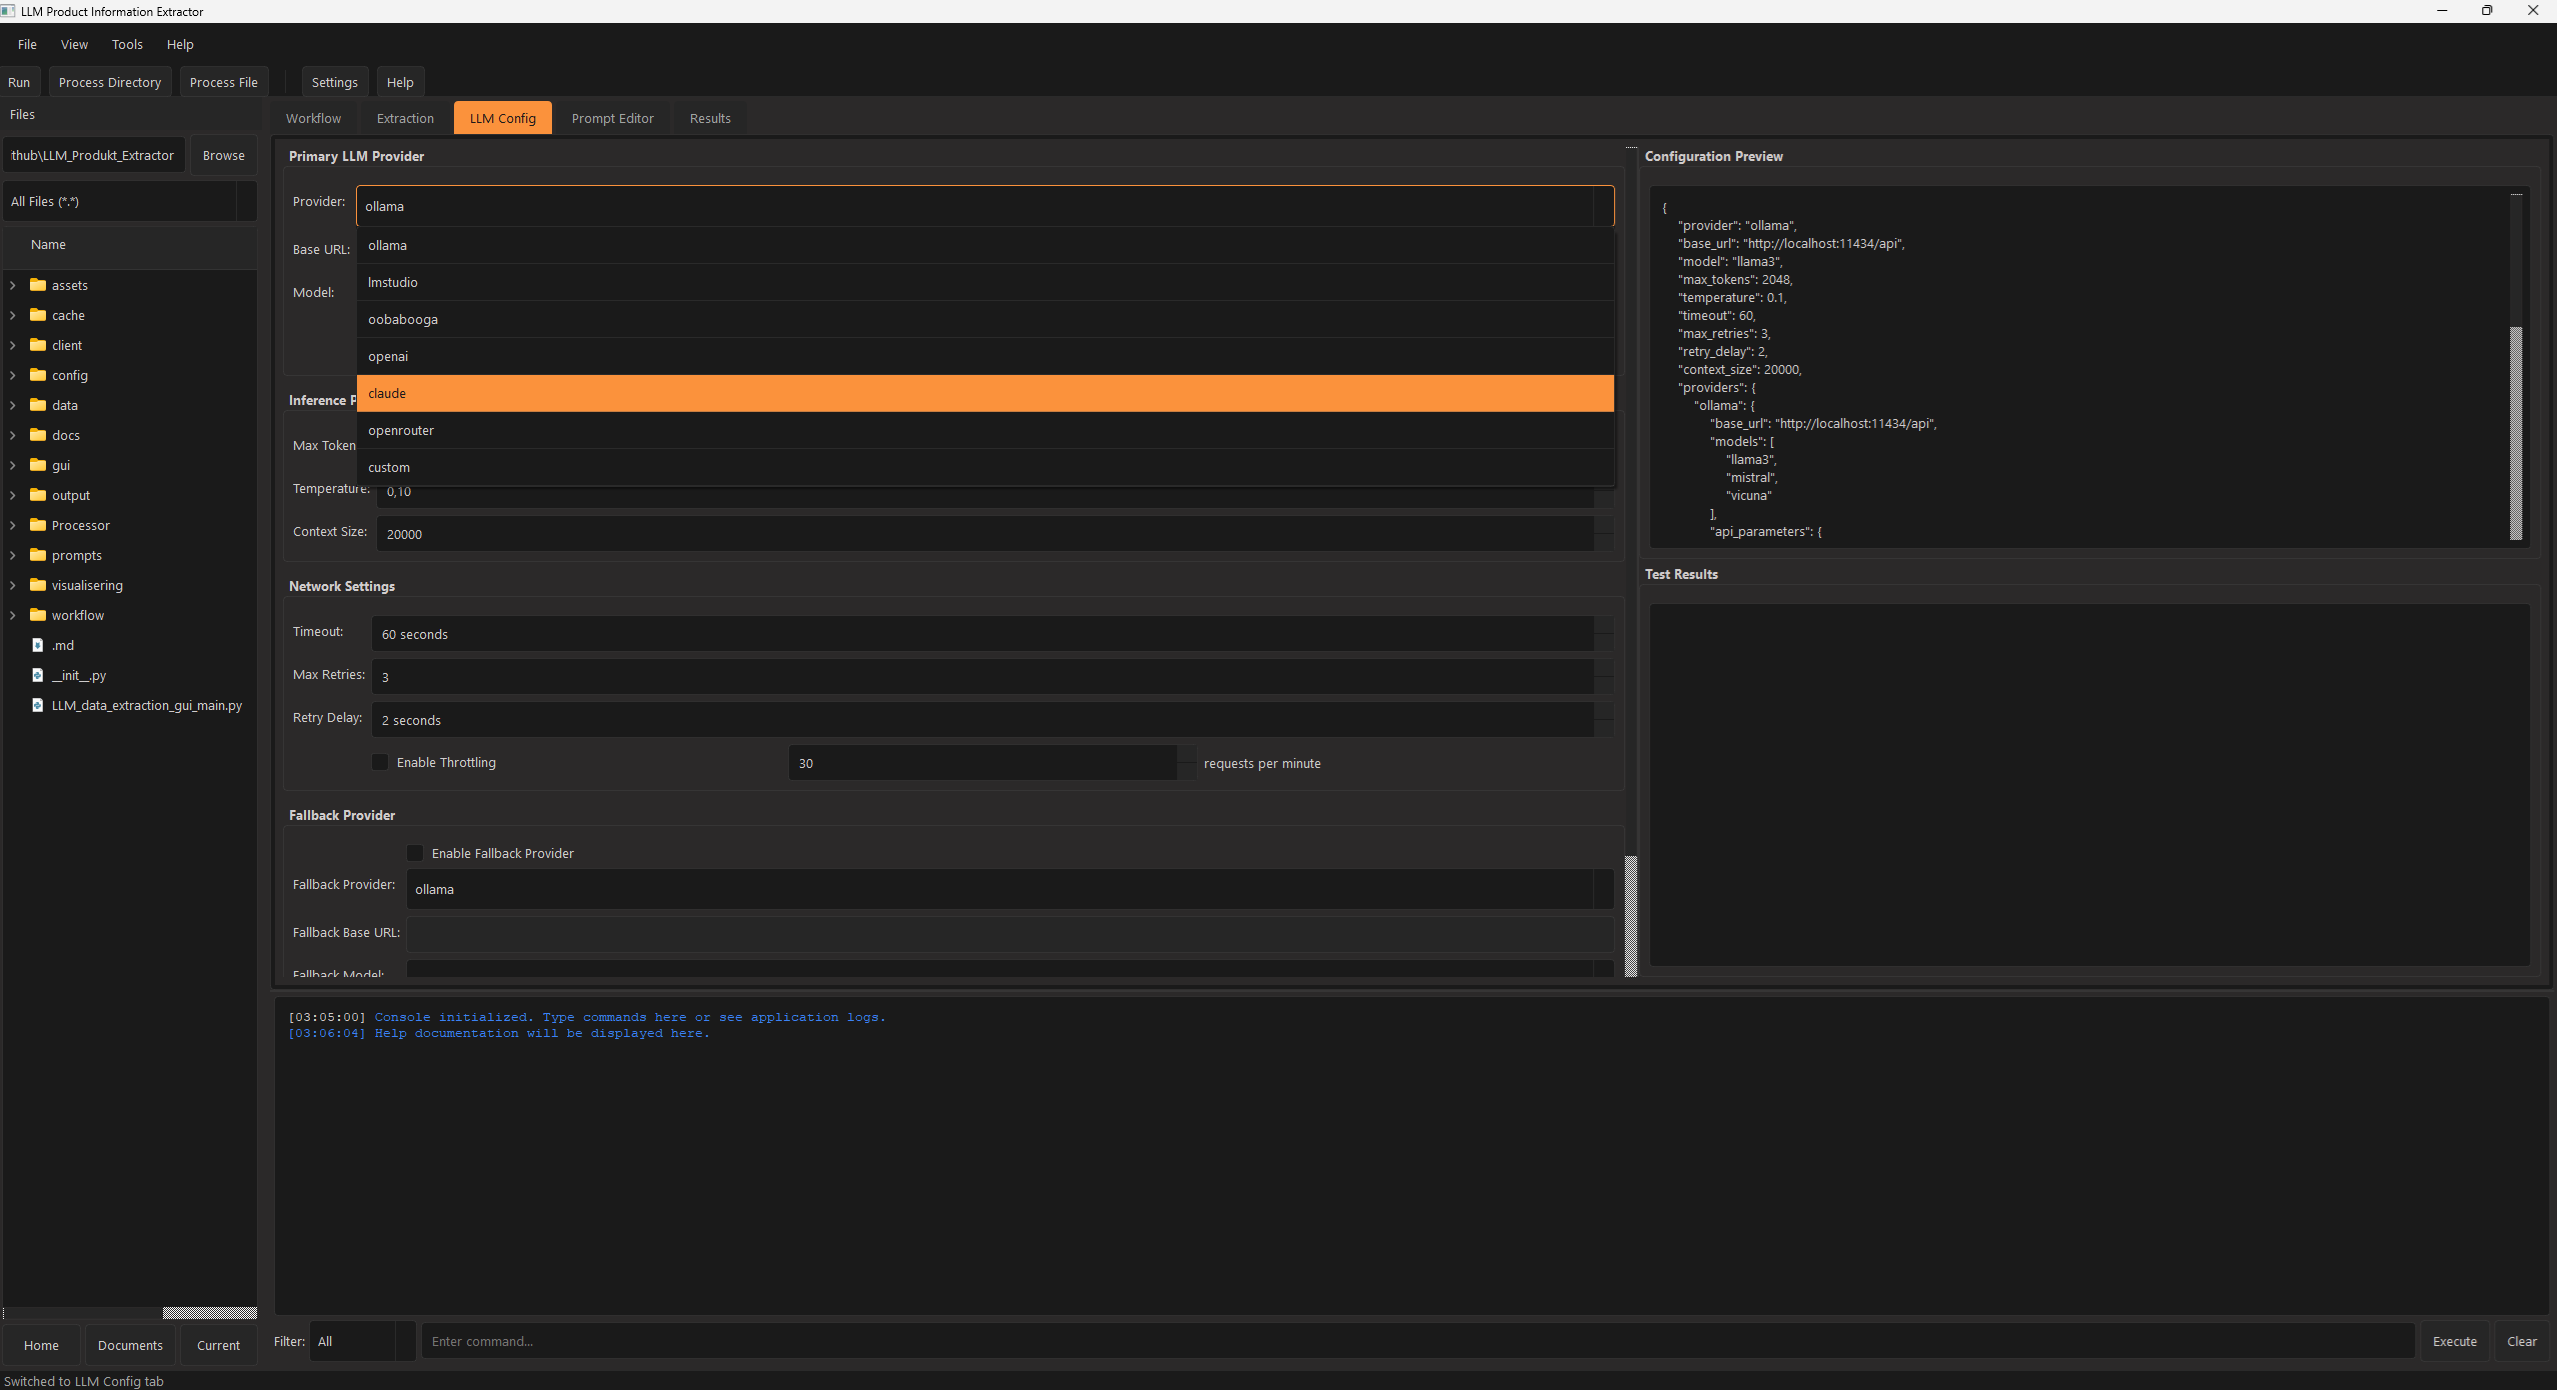 LLM Product Information Extractor
File View Tools Help
Run Process Directory Process File Settings Help
Files
Workflow Extraction LLM Config Prompt Editor Results
thub\LLM_Produkt_Extractor Browse
All Files (*.*)
Name
assets
cache
client
config
data
docs
gui
output
Processor
prompts
visualisering
workflow
.md
__init__.py
LLM_data_extraction_gui_main.py
Home Documents Current
Primary LLM Provider
Provider: ollama
Base URL:
Model:
ollama
lmstudio
oobabooga
openai
claude
openrouter
custom
Inference P
Max Token
Temperature: 0,10
Context Size: 20000
Network Settings
Timeout: 60 seconds
Max Retries: 3
Retry Delay: 2 seconds
Enable Throttling 30 requests per minute
Fallback Provider
Enable Fallback Provider
Fallback Provider: ollama
Fallback Base URL:
Fallback Model:
Configuration Preview
{
"provider": "ollama",
"base_url": "http://localhost:11434/api",
"model": "llama3",
"max_tokens": 2048,
"temperature": 0.1,
"timeout": 60,
"max_retries": 3,
"retry_delay": 2,
"context_size": 20000,
"providers": {
"ollama": {
"base_url": "http://localhost:11434/api",
"models": [
"llama3",
"mistral",
"vicuna"
],
"api_parameters": {
Test Results
[03:05:00] Console initialized. Type commands here or see application logs.
[03:06:04] Help documentation will be displayed here.
Filter: All Enter command... Execute Clear
Switched to LLM Config tab